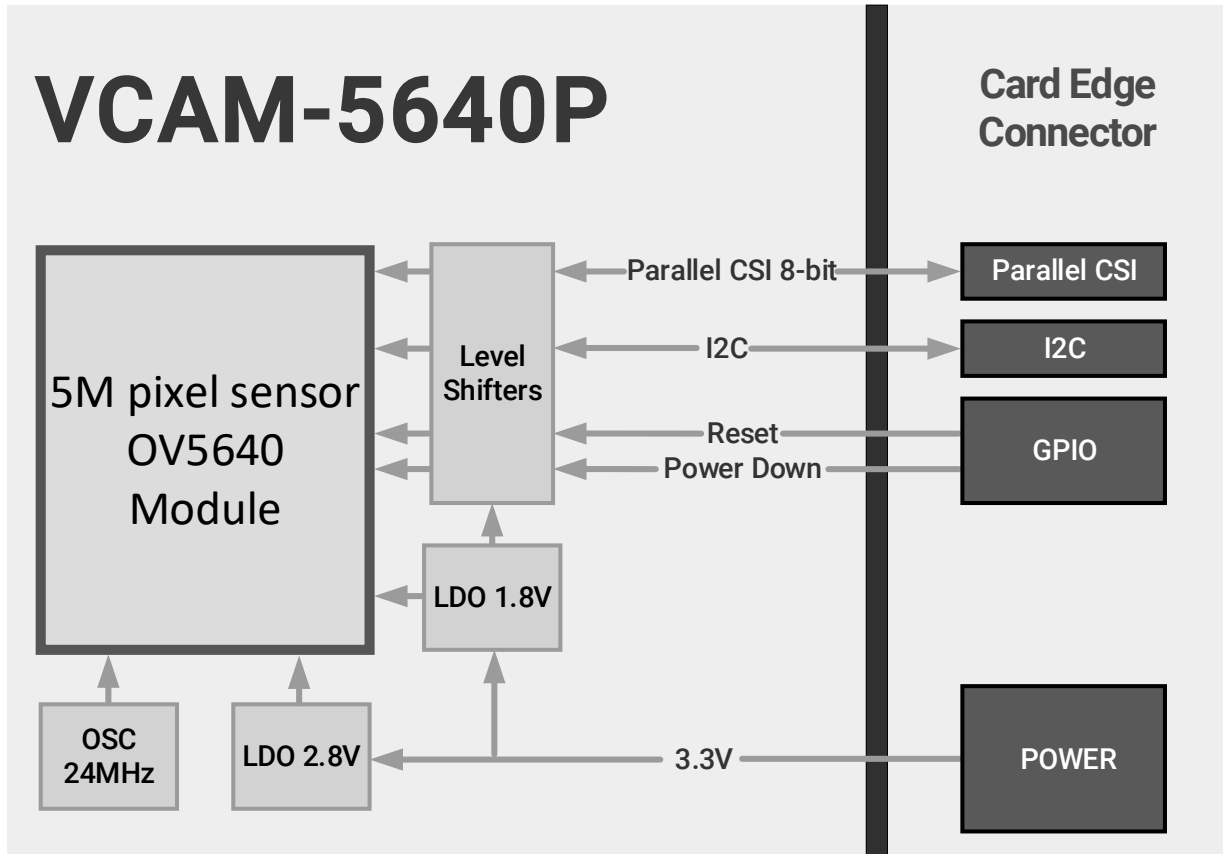 VCAM-5640P
Card Edge
Connector
Parallel CSI 8-bit
Parallel CSI
I2C
I2C
Level
Shifters
5M pixel sensor
OV5640
Module
Reset
Power Down
GPIO
LDO 1.8V
OSC
24MHz
LDO 2.8V
3.3V
POWER